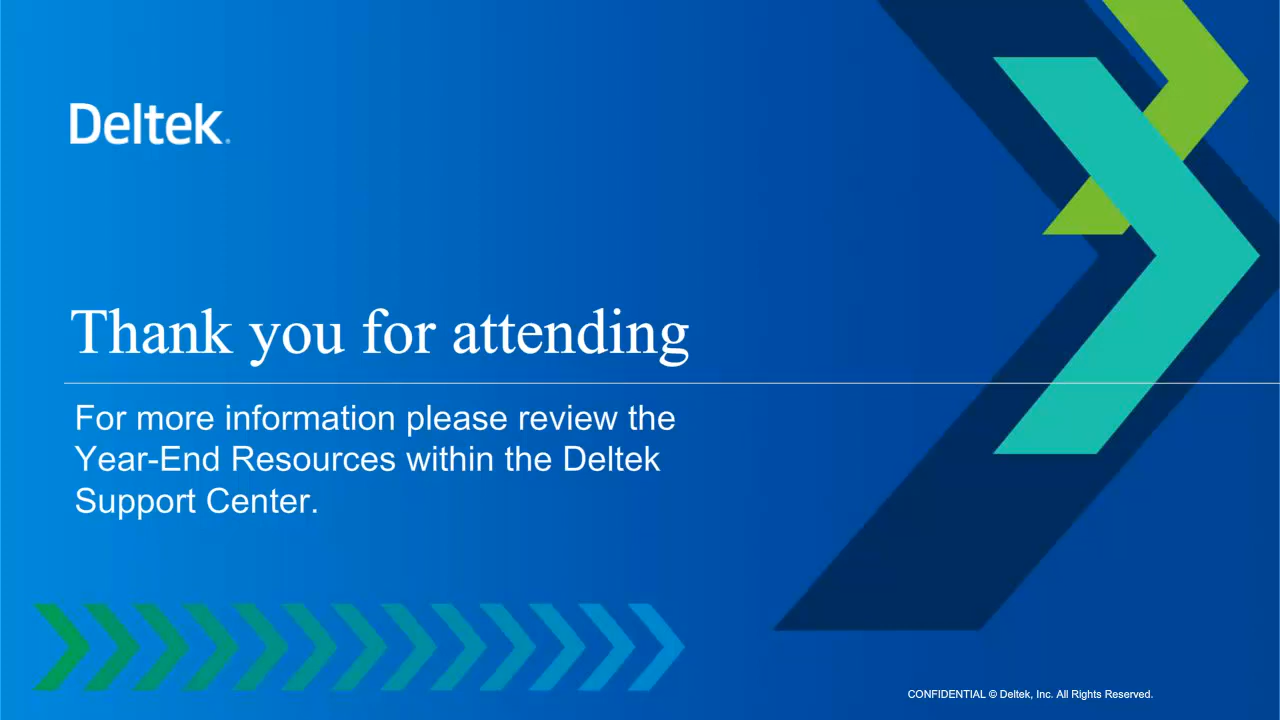 Deltek.
Thank you for attending
For more information please review the
Year-End Resources within the Deltek
Support Center.
CONFIDENTIAL © Deltek, Inc. All Rights Reserved.